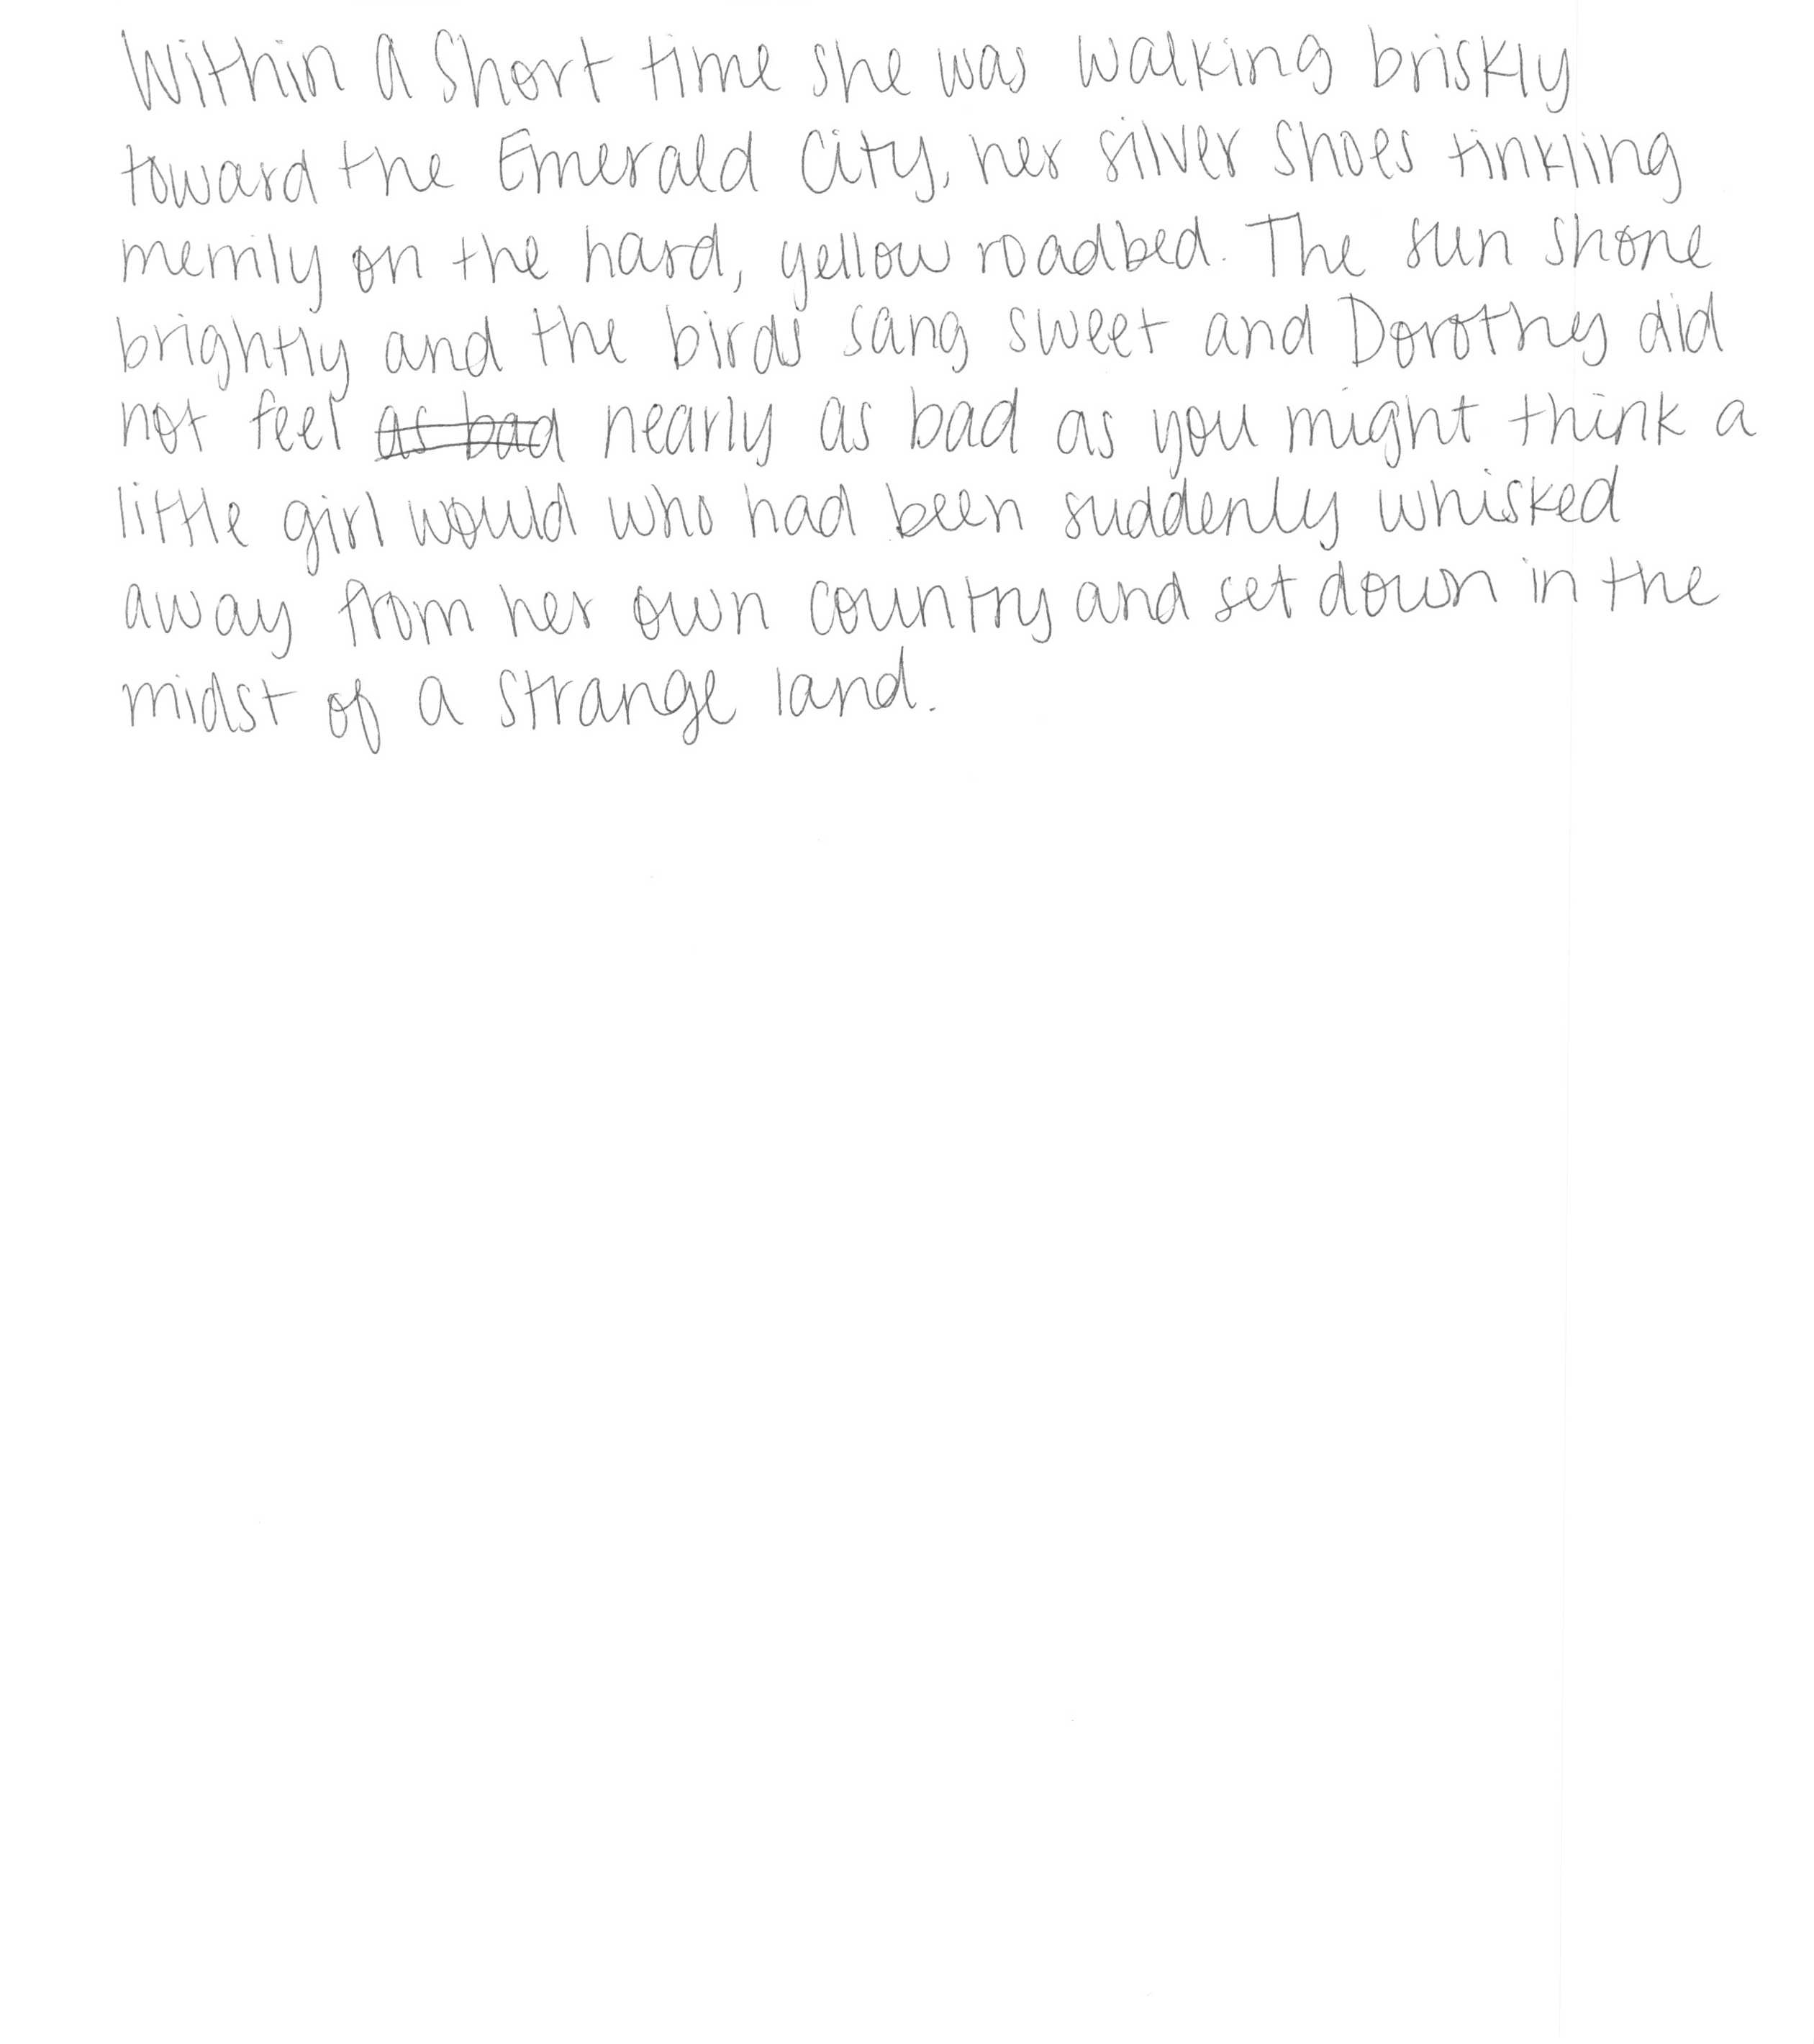 Within a short time she was walking briskly
toward the Emerald City, her silver shoes tinkling
merrily on the hard, yellow roadbed. The sun shone
brightly and the birds sang sweet and Dorothy did
not feel as bad nearly as bad as you might think a
little girl would who had been suddenly whisked
away from her own country and set down in the
midst of a strange land.